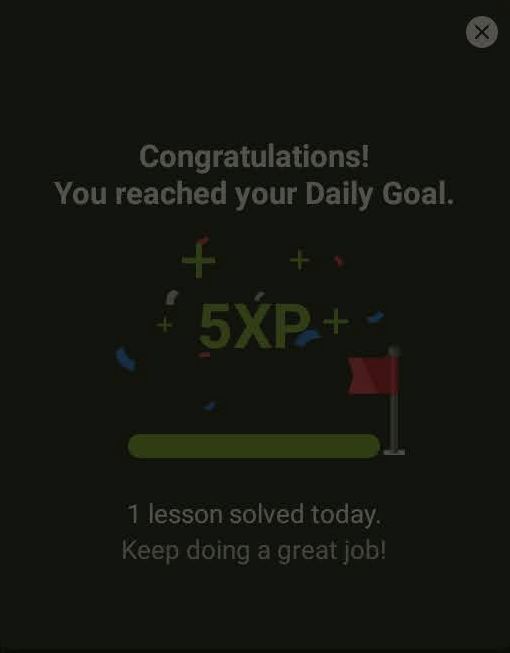 Congratulations!
You reached your Daily Goal.
5XP
1 lesson solved today.
Keep doing a great job!